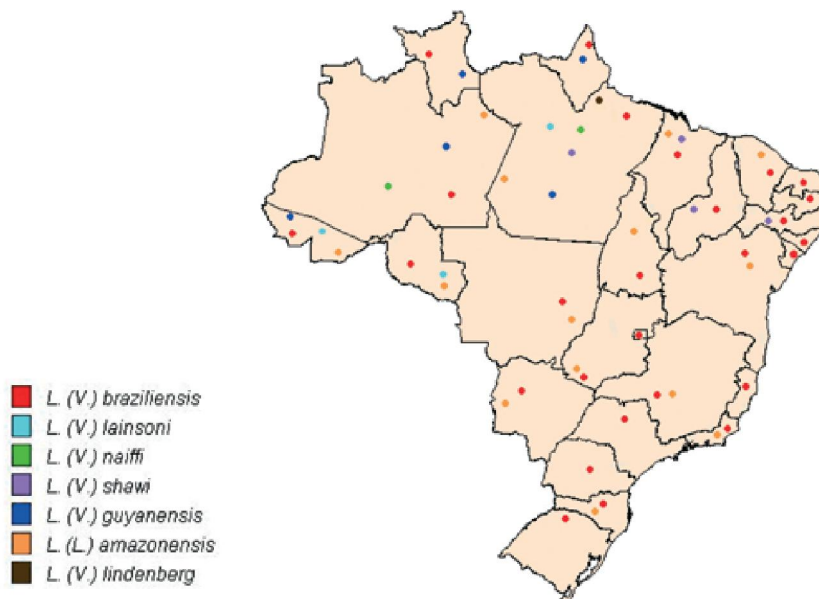 L. (V.) braziliensis
L. (V.) lainsoni
L. (V.) naiffi
L. (V.) shawi
L. (V.) guyanensis
L. (L.) amazonensis
L. (V.) lindenberg